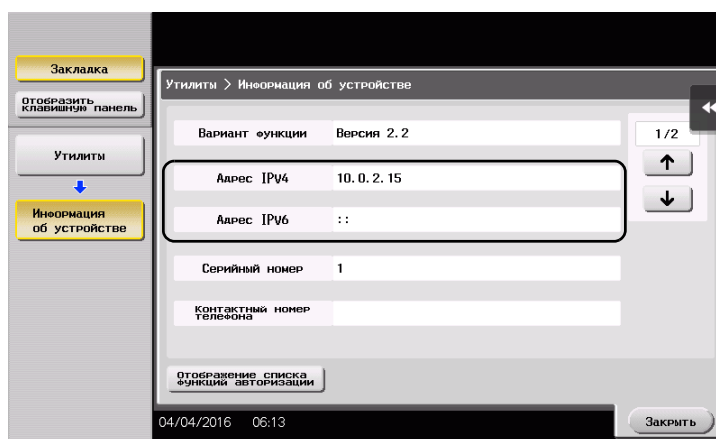 Закладка
Отобразить
клавишную панель
Утилиты
Информация
об устройстве
Утилиты > Информация об устройстве
Вариант функции Версия 2.2
1/2
Адрес IPv4 10.0.2.15
Адрес IPv6 ::
Серийный номер 1
Контактный номер
телефона
Отображение списка
функций авторизации
04/04/2016 06:13
Закрыть